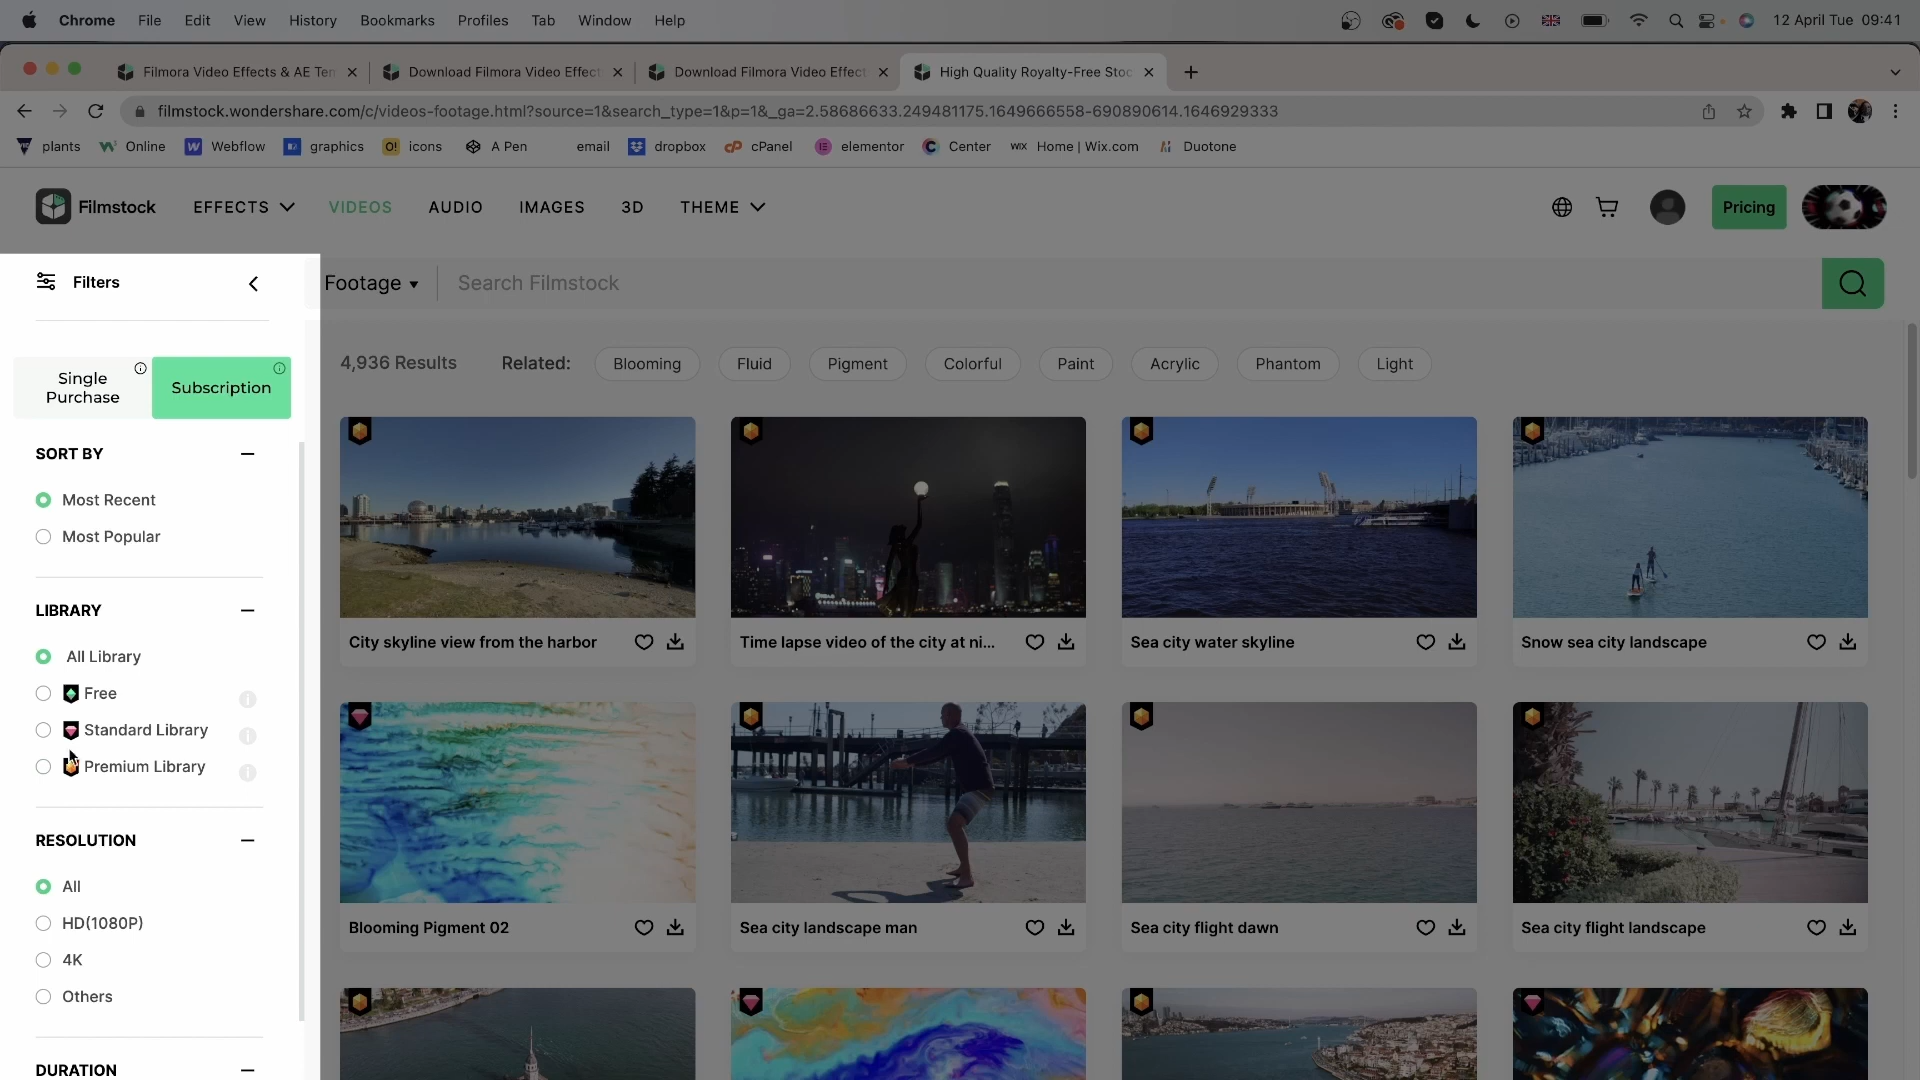 Chrome File Edit View History Bookmarks Profiles Tab Window Help 12 April Tue 09:41
Filmora Video Effects & AE Ten Download Filmora Video Effect Download Filmora Video Effect High Quality Royalty-Free Stoc
filmstock.wondershare.com/c/videos-footage.html?source=1&search_type=1&p=1&_ga=2.58686633.249481175.1649666558-690890614.1646929333
plants Online Webflow graphics icons A Pen email dropbox cPanel elementor Center Home | Wix.com Duotone
Filmstock EFFECTS VIDEOS AUDIO IMAGES 3D THEME Pricing
Filters Footage Search Filmstock
4,936 Results Related: Blooming Fluid Pigment Colorful Paint Acrylic Phantom Light
Single Purchase
Subscription
SORT BY
Most Recent
Most Popular
LIBRARY
All Library
Free
Standard Library
Premium Library
RESOLUTION
All
HD(1080P)
4K
Others
DURATION
City skyline view from the harbor Time lapse video of the city at ni... Sea city water skyline Snow sea city landscape
Blooming Pigment 02 Sea city landscape man Sea city flight dawn Sea city flight landscape